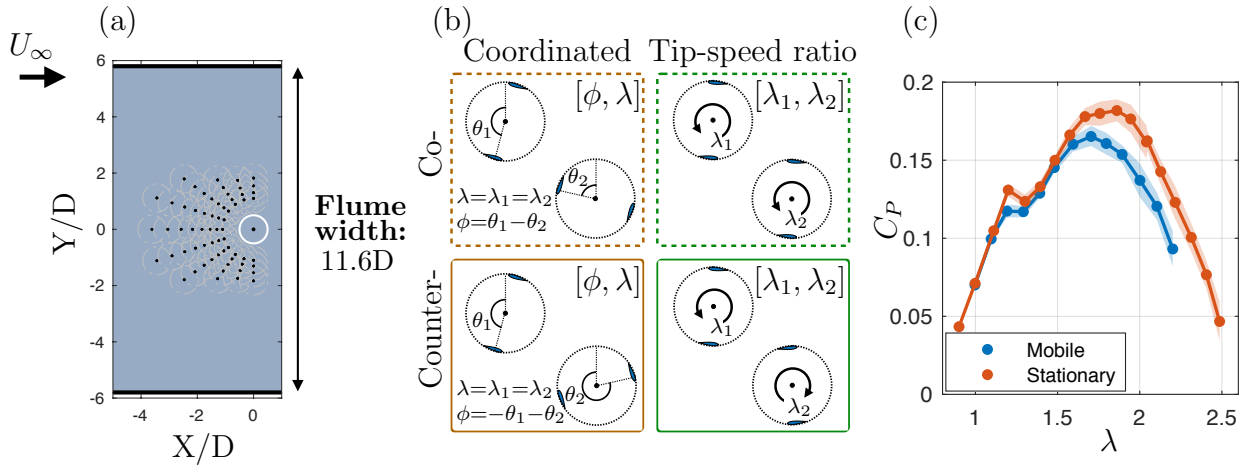 (a)
U∞
6
4
2
0
-2
-4
-6
-4
-2
0
Y/D
X/D
Flume
width:
11.6D
(b)
Coordinated
Tip-speed ratio
Co-
Counter-
[ϕ, λ]
θ1
θ2
λ=λ1=λ2
ϕ=θ1−θ2
[λ1, λ2]
λ1
λ2
[ϕ, λ]
θ1
θ2
λ=λ1=λ2
ϕ=−θ1−θ2
[λ1, λ2]
λ1
λ2
(c)
0.2
0.15
0.1
0.05
0
CP
Mobile
Stationary
1
1.5
2
2.5
λ